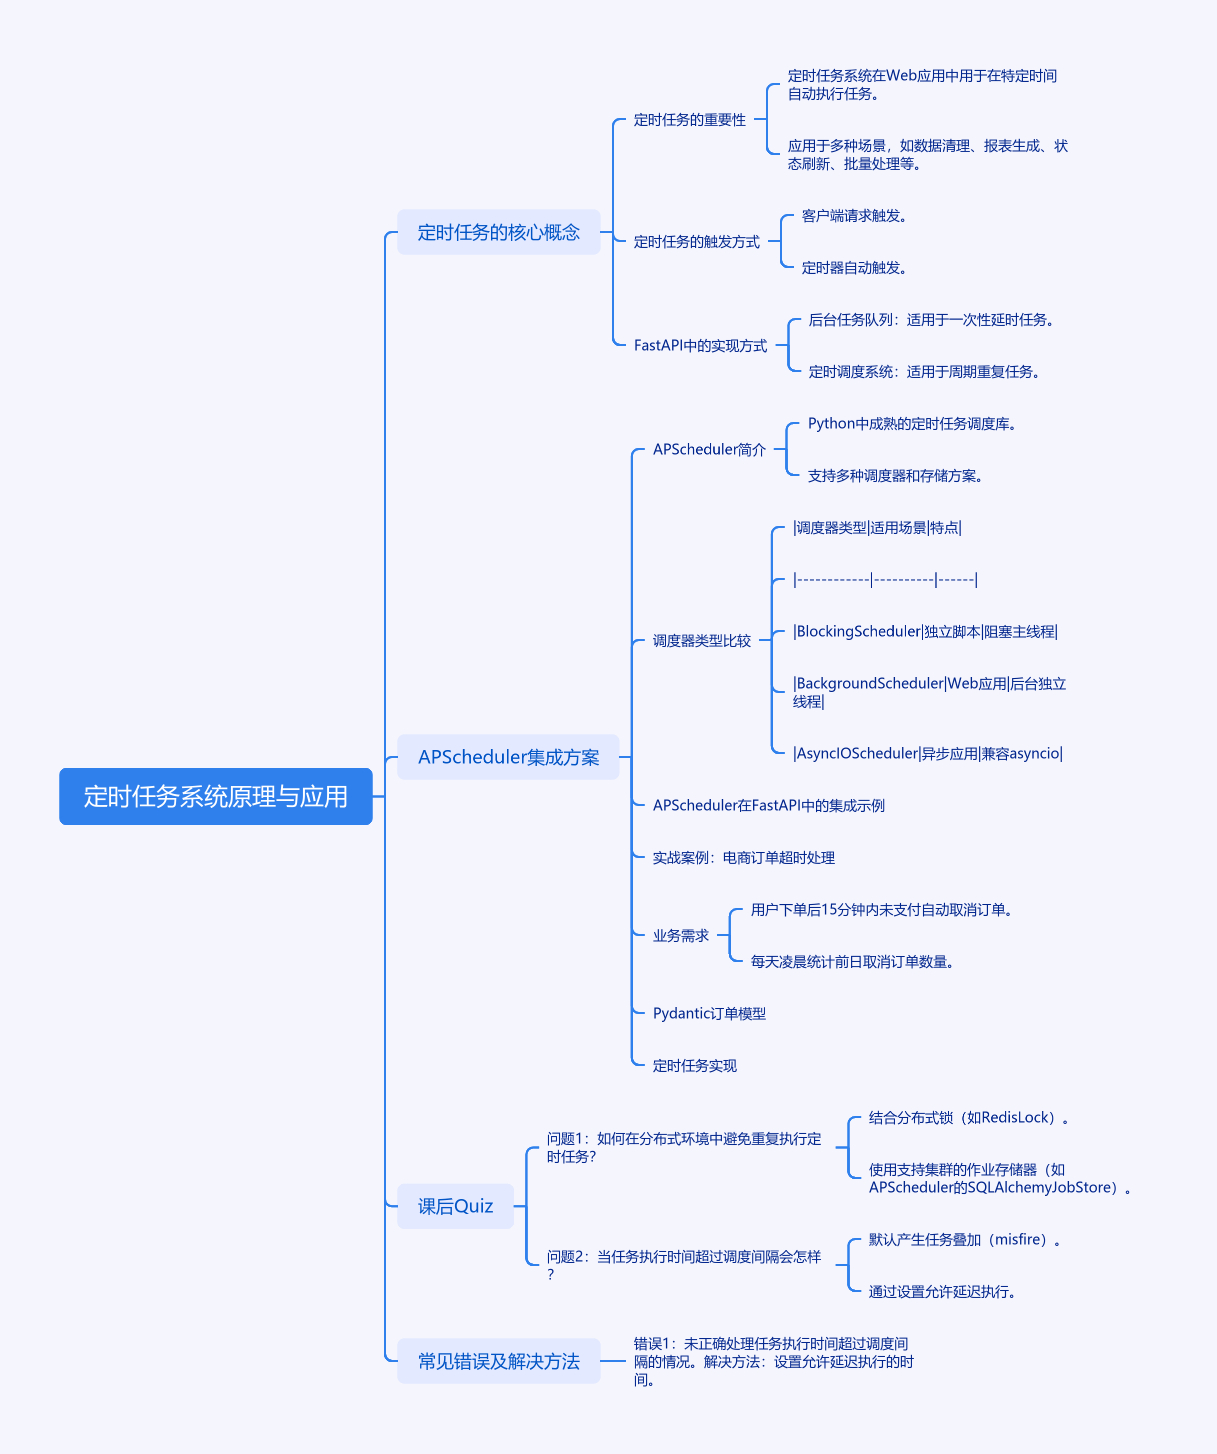 定时任务系统原理与应用
定时任务的核心概念
定时任务的重要性
定时任务系统在Web应用中用于在特定时间
自动执行任务。
应用于多种场景，如数据清理、报表生成、状
态刷新、批量处理等。
定时任务的触发方式
客户端请求触发。
定时器自动触发。
FastAPI中的实现方式
后台任务队列：适用于一次性延时任务。
定时调度系统：适用于周期重复任务。
APScheduler集成方案
APScheduler简介
Python中成熟的定时任务调度库。
支持多种调度器和存储方案。
调度器类型比较
|调度器类型|适用场景|特点|
|------------|----------|------|
|BlockingScheduler|独立脚本|阻塞主线程|
|BackgroundScheduler|Web应用|后台独立
线程|
|AsyncIOScheduler|异步应用|兼容asyncio|
APScheduler在FastAPI中的集成示例
实战案例：电商订单超时处理
业务需求
用户下单后15分钟内未支付自动取消订单。
每天凌晨统计前日取消订单数量。
Pydantic订单模型
定时任务实现
课后Quiz
问题1：如何在分布式环境中避免重复执行定
时任务？
结合分布式锁（如RedisLock）。
使用支持集群的作业存储器（如
APScheduler的SQLAlchemyJobStore）。
问题2：当任务执行时间超过调度间隔会怎样
？
默认产生任务叠加（misfire）。
通过设置允许延迟执行。
常见错误及解决方法
错误1：未正确处理任务执行时间超过调度间
隔的情况。解决方法：设置允许延迟执行的时
间。